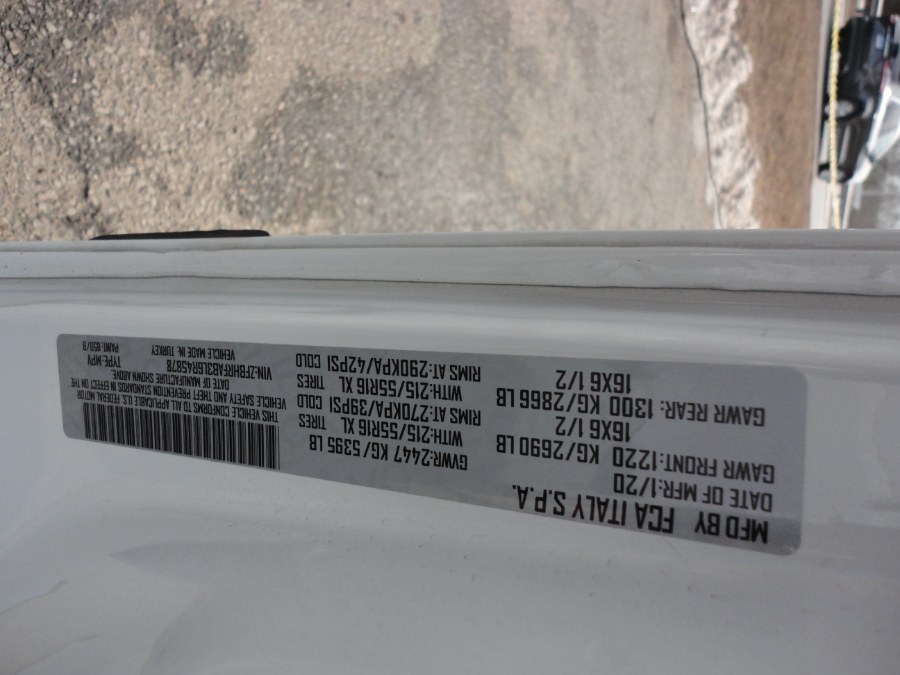 MFD BY FCA ITALY S.P.A.
DATE OF MFR:1/20 GVWR:2447 KG/5395 LB
GAWR FRONT:1220 KG/2690 LB WITH:215/55R16 XL TIRES
16X6 1/2 RIMS AT:270KPA/39PSI COLD
GAWR REAR: 1300 KG/2866 LB WITH:215/55R16 XL TIRES
16X6 1/2 RIMS AT:290KPA/42PSI COLD
THIS VEHICLE CONFORMS TO ALL APPLICABLE U.S. FEDERAL MOTOR
VEHICLE SAFETY AND THEFT PREVENTION STANDARDS IN EFFECT ON THE
DATE OF MANUFACTURE SHOWN ABOVE
VIN:ZFBHRFAB3L6R45878 TYPE:MPV
VEHICLE MADE IN: TURKEY PAINT: